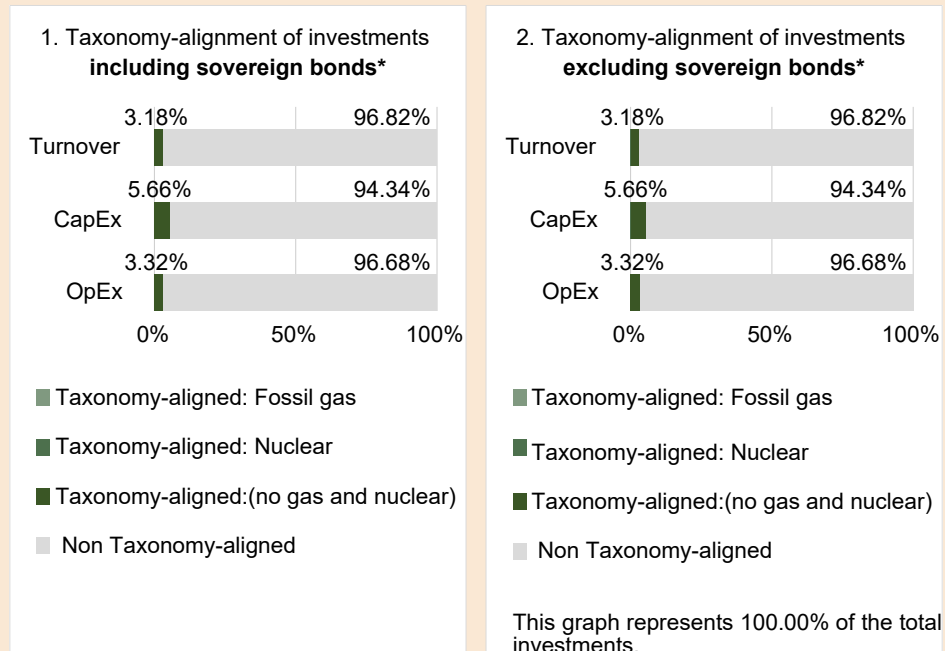 1. Taxonomy-alignment of investments
including sovereign bonds*
3.18% 96.82%
Turnover
5.66% 94.34%
CapEx
3.32% 96.68%
OpEx
0% 50% 100%
Taxonomy-aligned: Fossil gas
Taxonomy-aligned: Nuclear
Taxonomy-aligned:(no gas and nuclear)
Non Taxonomy-aligned
2. Taxonomy-alignment of investments
excluding sovereign bonds*
3.18% 96.82%
Turnover
5.66% 94.34%
CapEx
3.32% 96.68%
OpEx
0% 50% 100%
Taxonomy-aligned: Fossil gas
Taxonomy-aligned: Nuclear
Taxonomy-aligned:(no gas and nuclear)
Non Taxonomy-aligned
This graph represents 100.00% of the total
investments.